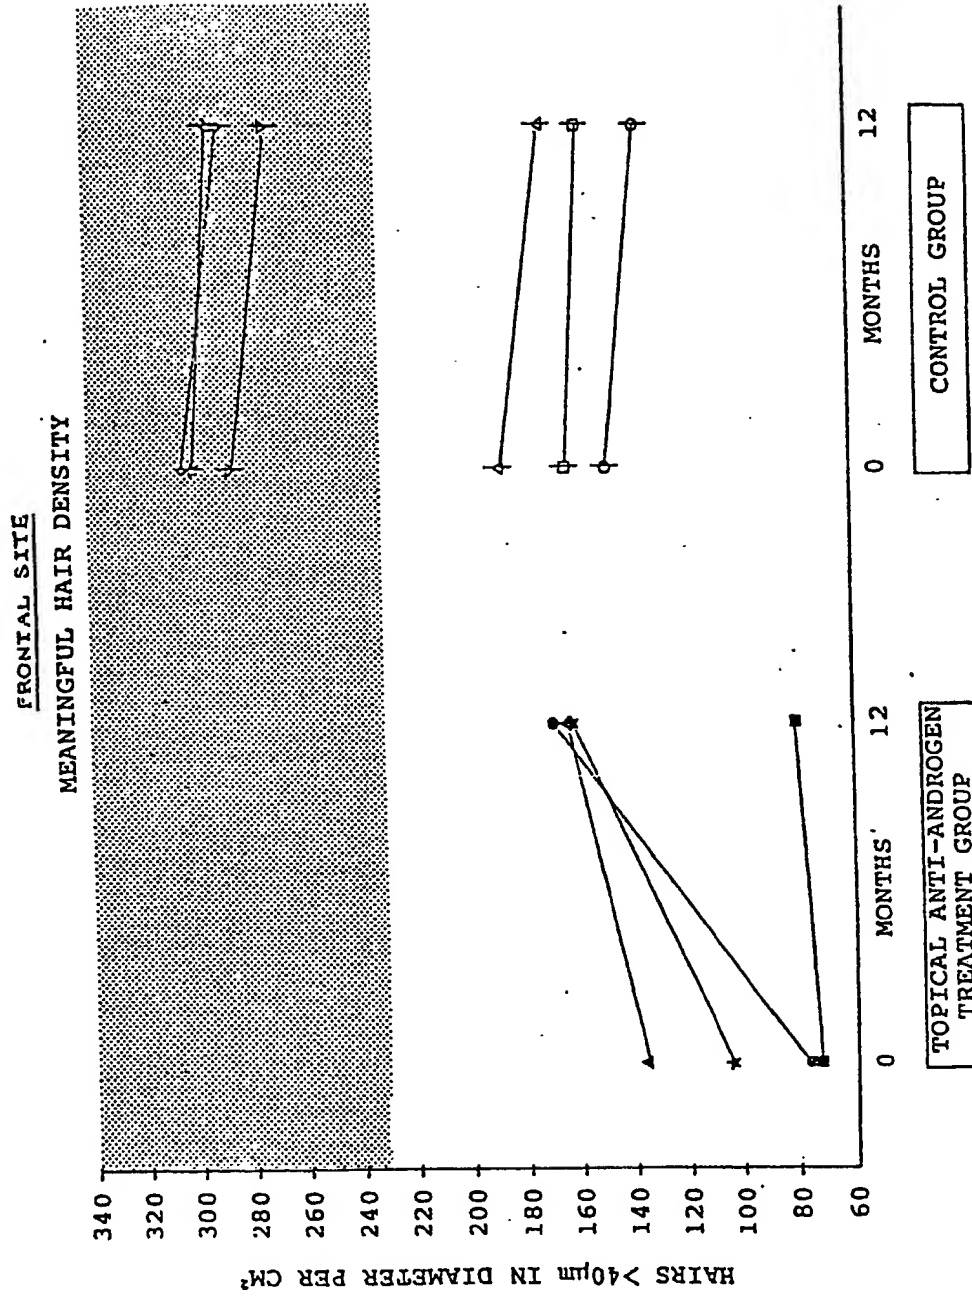 FRONTAL SITE
MEANINGFUL HAIR DENSITY
HAIRS >40µm IN DIAMETER PER CM²
340
320
300
280
260
240
220
200
180
160
140
120
100
80
60
0
MONTHS'
12
0
MONTHS
12
TOPICAL ANTI-ANDROGEN
TREATMENT GROUP
CONTROL GROUP